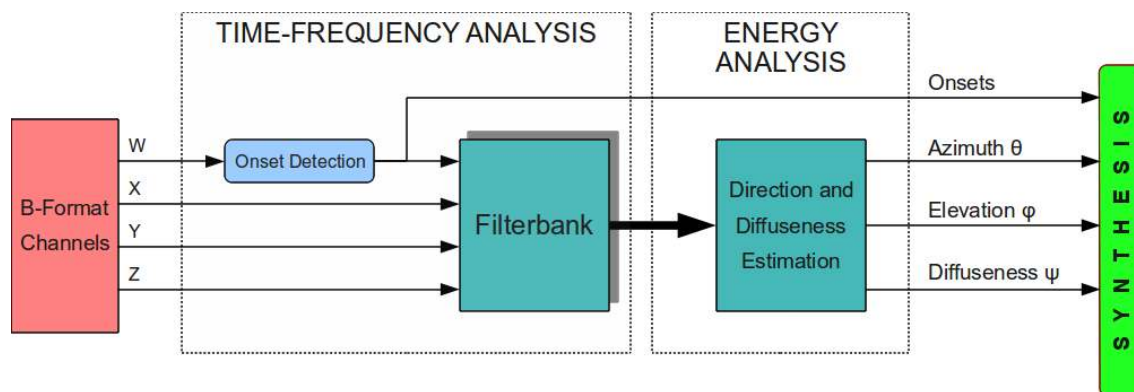 TIME-FREQUENCY ANALYSIS
ENERGY
ANALYSIS
Onsets
W
Onset Detection
Azimuth θ
X
B-Format
Channels
Filterbank
Direction and
Diffuseness
Estimation
Elevation φ
Y
Z
Diffuseness ψ
SYNTHESIS